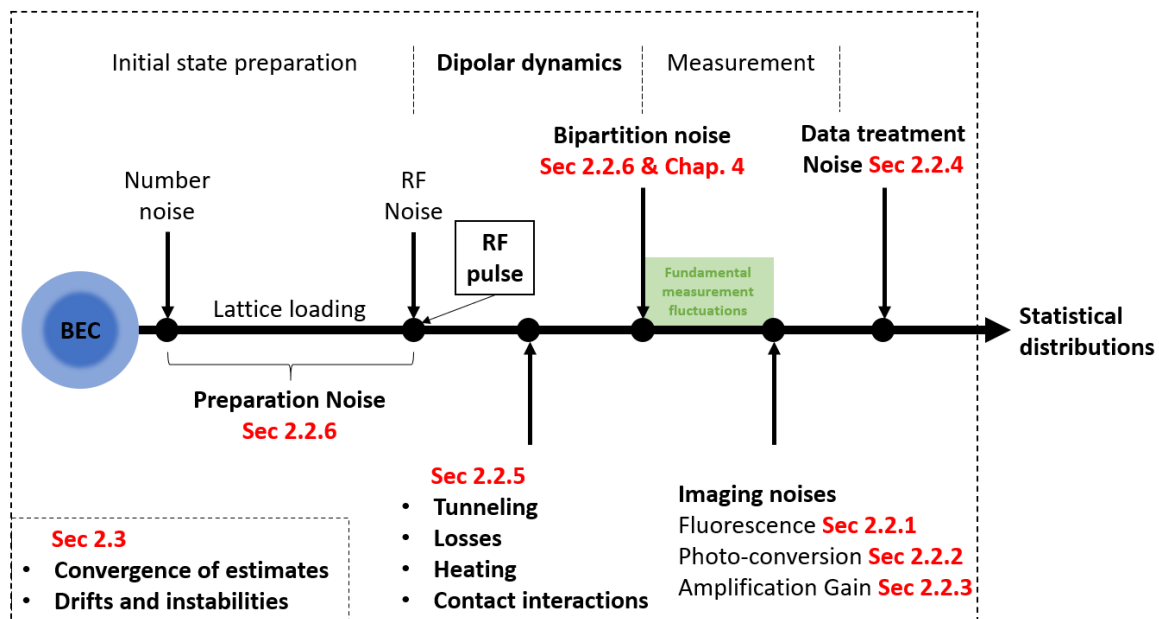 Initial state preparation
Dipolar dynamics
Measurement
Bipartition noise
Sec 2.2.6 & Chap. 4
Data treatment
Noise Sec 2.2.4
Number
noise
RF
Noise
RF
pulse
Fundamental
measurement
fluctuations
Lattice loading
BEC
Statistical
distributions
Preparation Noise
Sec 2.2.6
Sec 2.2.5
• Tunneling
• Losses
• Heating
• Contact interactions
Imaging noises
Fluorescence Sec 2.2.1
Photo-conversion Sec 2.2.2
Amplification Gain Sec 2.2.3
Sec 2.3
• Convergence of estimates
• Drifts and instabilities